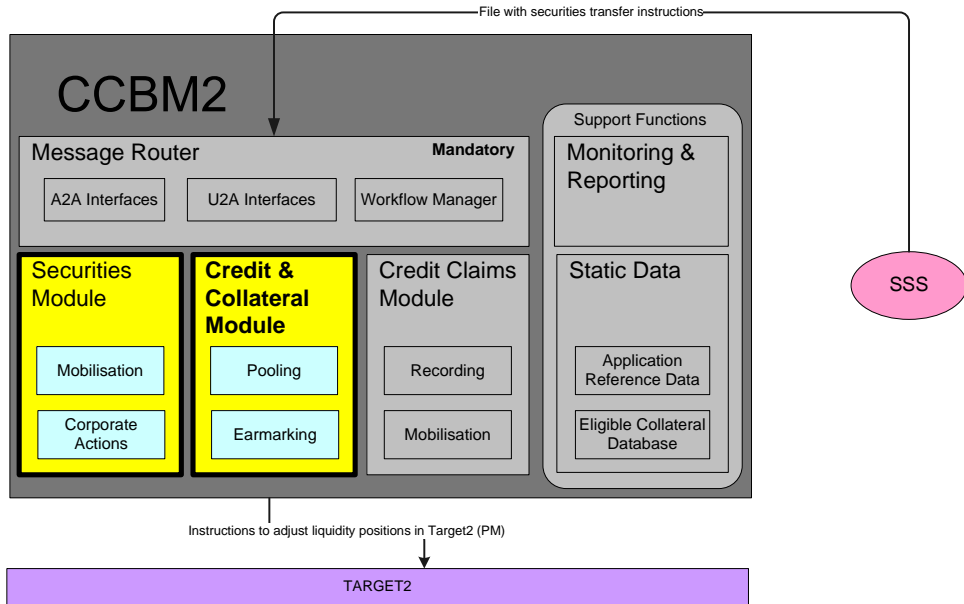 File with securities transfer instructions
CCBM2
Support Functions
Message Router
Mandatory
A2A Interfaces
U2A Interfaces
Workflow Manager
Monitoring &
Reporting
Securities
Module
Mobilisation
Corporate
Actions
Credit &
Collateral
Module
Pooling
Earmarking
Credit Claims
Module
Recording
Mobilisation
Static Data
Application
Reference Data
Eligible Collateral
Database
SSS
Instructions to adjust liquidity positions in Target2 (PM)
TARGET2